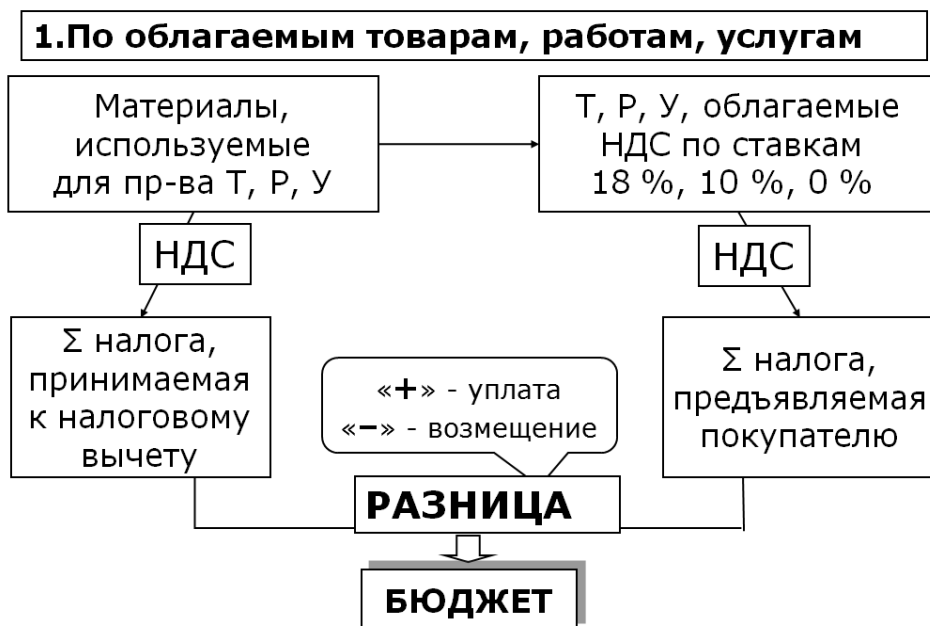 1.По облагаемым товарам, работам, услугам
Материалы,
используемые
для пр-ва Т, Р, У
Т, Р, У, облагаемые
НДС по ставкам
18 %, 10 %, 0 %
НДС
НДС
Σ налога,
принимаемая
к налоговому
вычету
«+» - уплата
«−» - возмещение
Σ налога,
предъявляемая
покупателю
РАЗНИЦА
БЮДЖЕТ